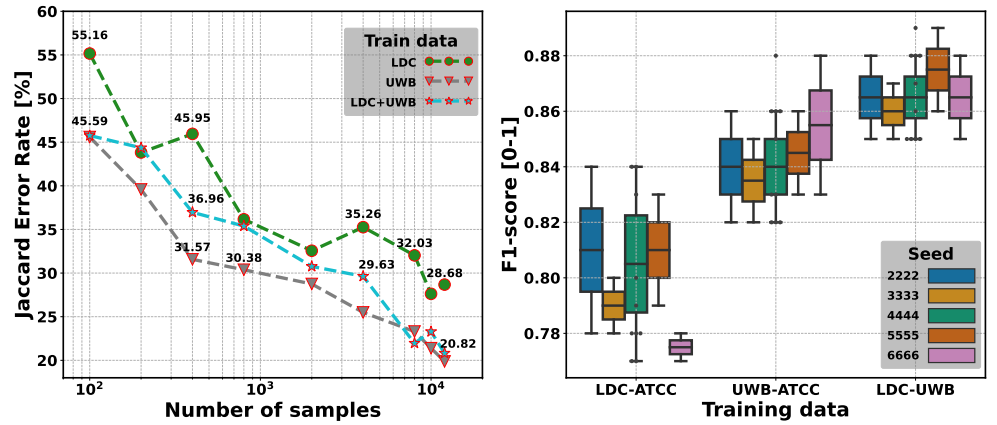 60
55
50
45
40
35
30
25
20
Jaccard Error Rate [%]
55.16
45.59
45.95
36.96
31.57
30.38
35.26
29.63
32.03
28.68
20.82
Train data
LDC
UWB
LDC+UWB
10²
10³
10⁴
Number of samples
0.88
0.86
0.84
0.82
0.80
0.78
F1-score [0-1]
Seed
2222
3333
4444
5555
6666
LDC-ATCC
UWB-ATCC
LDC-UWB
Training data